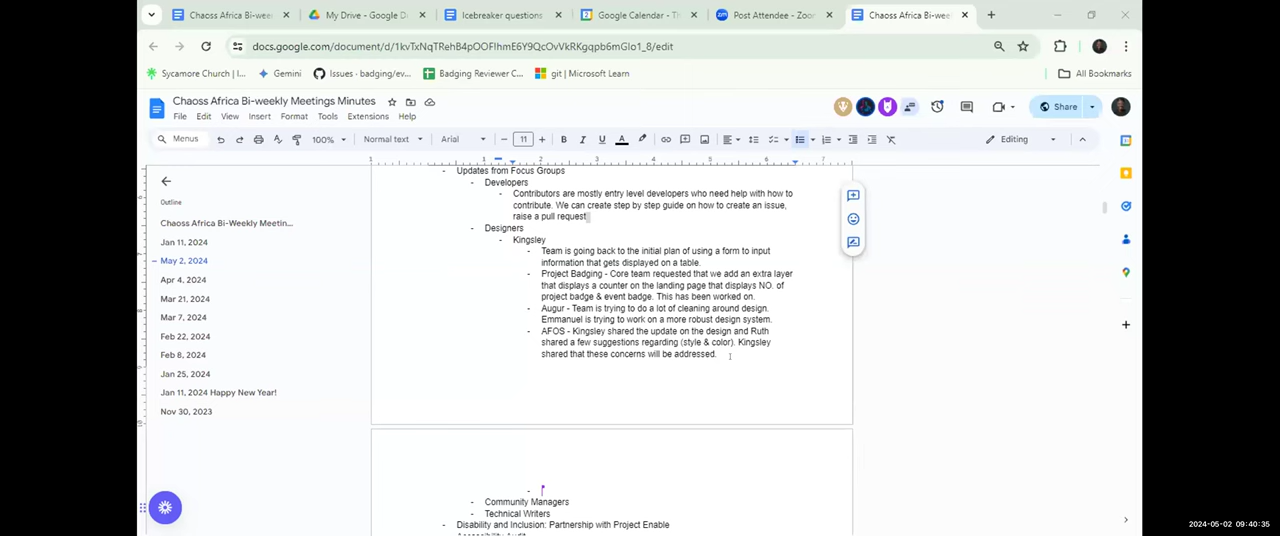 Chaoss Africa Bi-wee
My Drive - Google D
Icebreaker questions
Google Calendar - T
Post Attendee - Zoo
Chaoss Africa Bi-wee
docs.google.com/document/d/1kvTxNqTRehB4pOOFlhmE6Y9QcOvVkRKgqpb6mGlo1_8/edit
Sycamore Church | I...
Gemini
Issues · badging/ev...
Badging Reviewer C...
git | Microsoft Learn
All Bookmarks
Chaoss Africa Bi-weekly Meetings Minutes
File Edit View Insert Format Tools Extensions Help
Share
Menus
100%
Normal text
Arial
11
Editing
Outline
Chaoss Africa Bi-Weekly Meetin...
Jan 11, 2024
May 2, 2024
Apr 4, 2024
Mar 21, 2024
Mar 7, 2024
Feb 22, 2024
Feb 8, 2024
Jan 25, 2024
Jan 11, 2024 Happy New Year!
Nov 30, 2023
- Updates from Focus Groups
- Developers
- Contributors are mostly entry level developers who need help with how to
contribute. We can create step by step guide on how to create an issue,
raise a pull request
- Designers
- Kingsley
- Team is going back to the initial plan of using a form to input
information that gets displayed on a table.
- Project Badging - Core team requested that we add an extra layer
that displays a counter on the landing page that displays NO. of
project badge & event badge. This has been worked on.
- Augur - Team is trying to do a lot of cleaning around design.
Emmanuel is trying to work on a more robust design system.
- AFOS - Kingsley shared the update on the design and Ruth
shared a few suggestions regarding (style & color). Kingsley
shared that these concerns will be addressed.
-
- Community Managers
- Technical Writers
- Disability and Inclusion: Partnership with Project Enable
2024-05-02 09:40:35